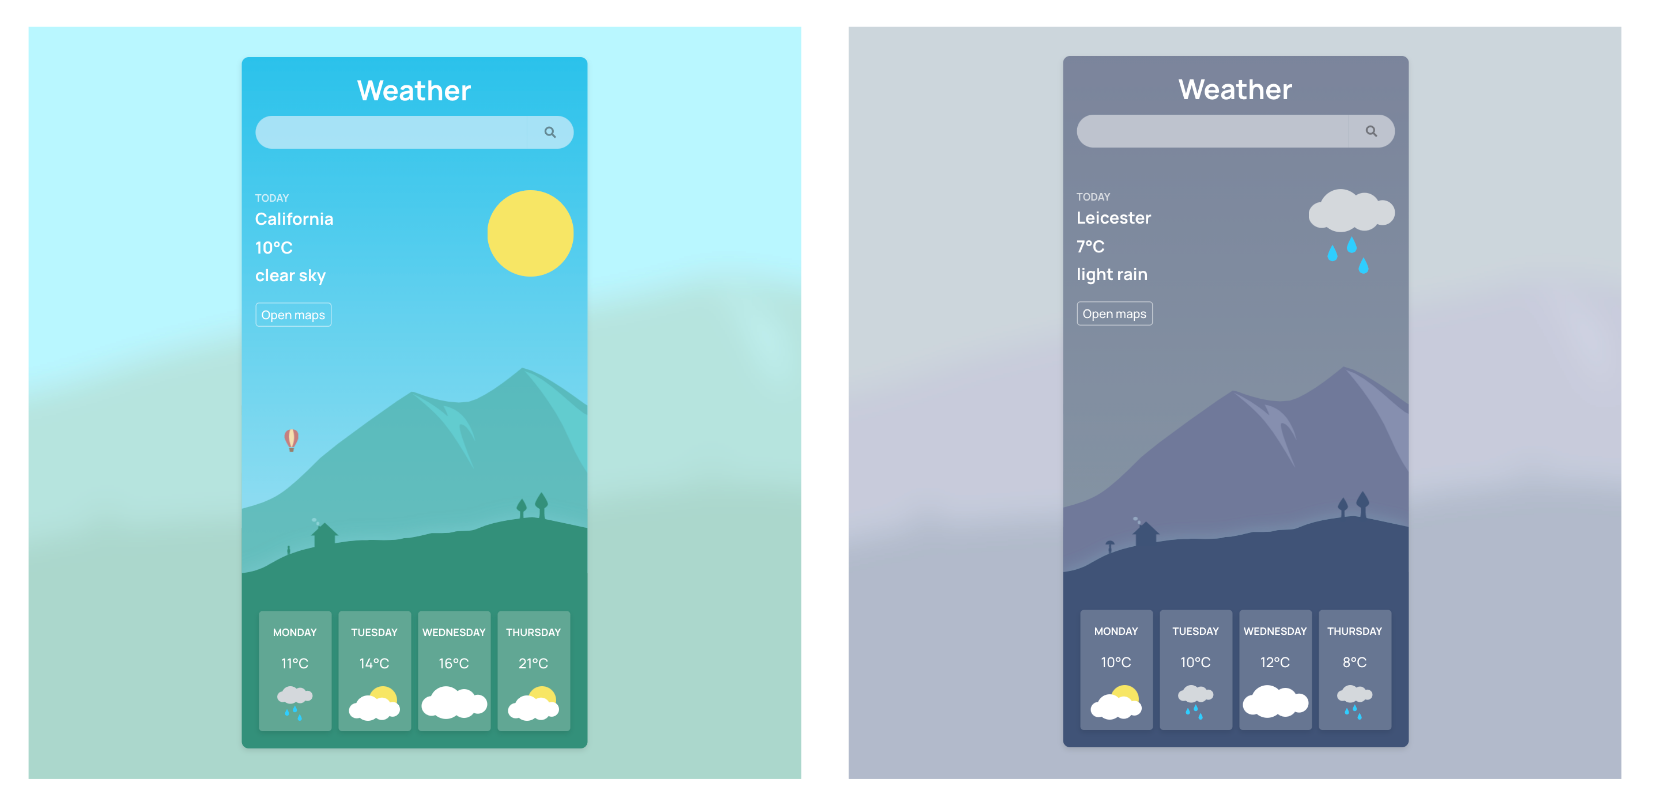 Weather
TODAY
California
10°C
clear sky
Open maps
MONDAY
11°C
TUESDAY
14°C
WEDNESDAY
16°C
THURSDAY
21°C
Weather
TODAY
Leicester
7°C
light rain
Open maps
MONDAY
10°C
TUESDAY
10°C
WEDNESDAY
12°C
THURSDAY
8°C